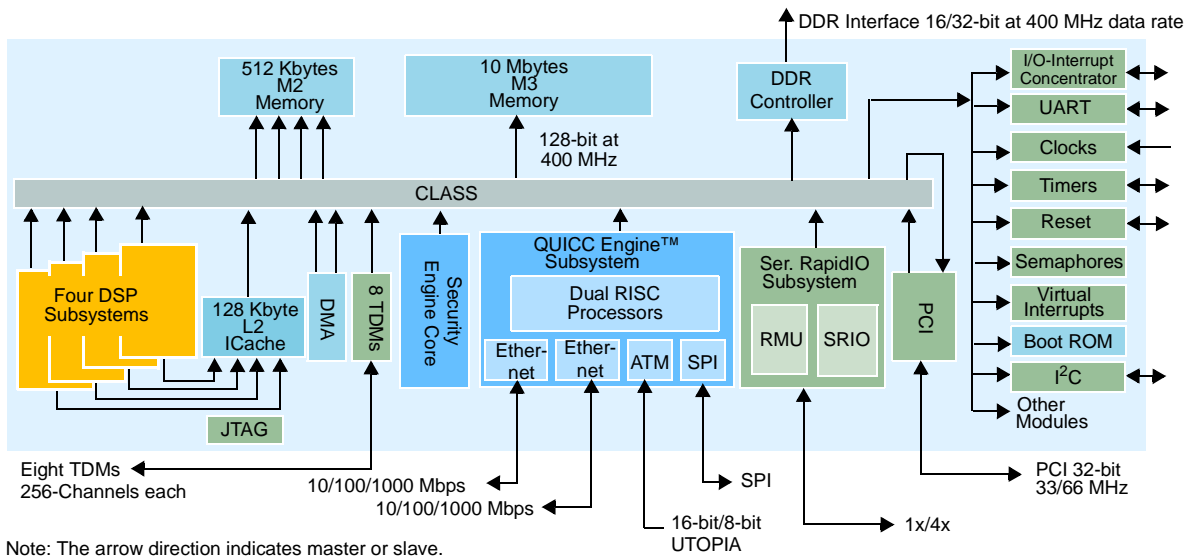 DDR Interface 16/32-bit at 400 MHz data rate
512 Kbytes
M2
Memory
10 Mbytes
M3
Memory
DDR
Controller
I/O-Interrupt
Concentrator
UART
Clocks
Timers
Reset
Semaphores
Virtual
Interrupts
Boot ROM
I²C
Other
Modules
128-bit at
400 MHz
CLASS
Four DSP
Subsystems
128 Kbyte
L2
ICache
DMA
8 TDMs
Security
Engine Core
QUICC Engine™
Subsystem
Dual RISC
Processors
Ether-
net
Ether-
net
ATM
SPI
Ser. RapidIO
Subsystem
RMU
SRIO
PCI
JTAG
Eight TDMs
256-Channels each
10/100/1000 Mbps
10/100/1000 Mbps
16-bit/8-bit
UTOPIA
SPI
1x/4x
PCI 32-bit
33/66 MHz
Note: The arrow direction indicates master or slave.